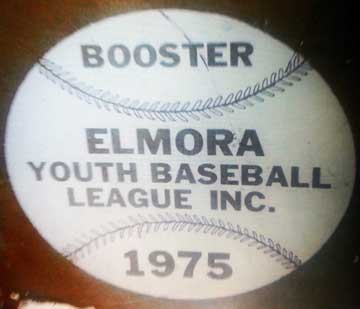 BOOSTER
ELMORA
YOUTH BASEBALL
LEAGUE INC.
1975